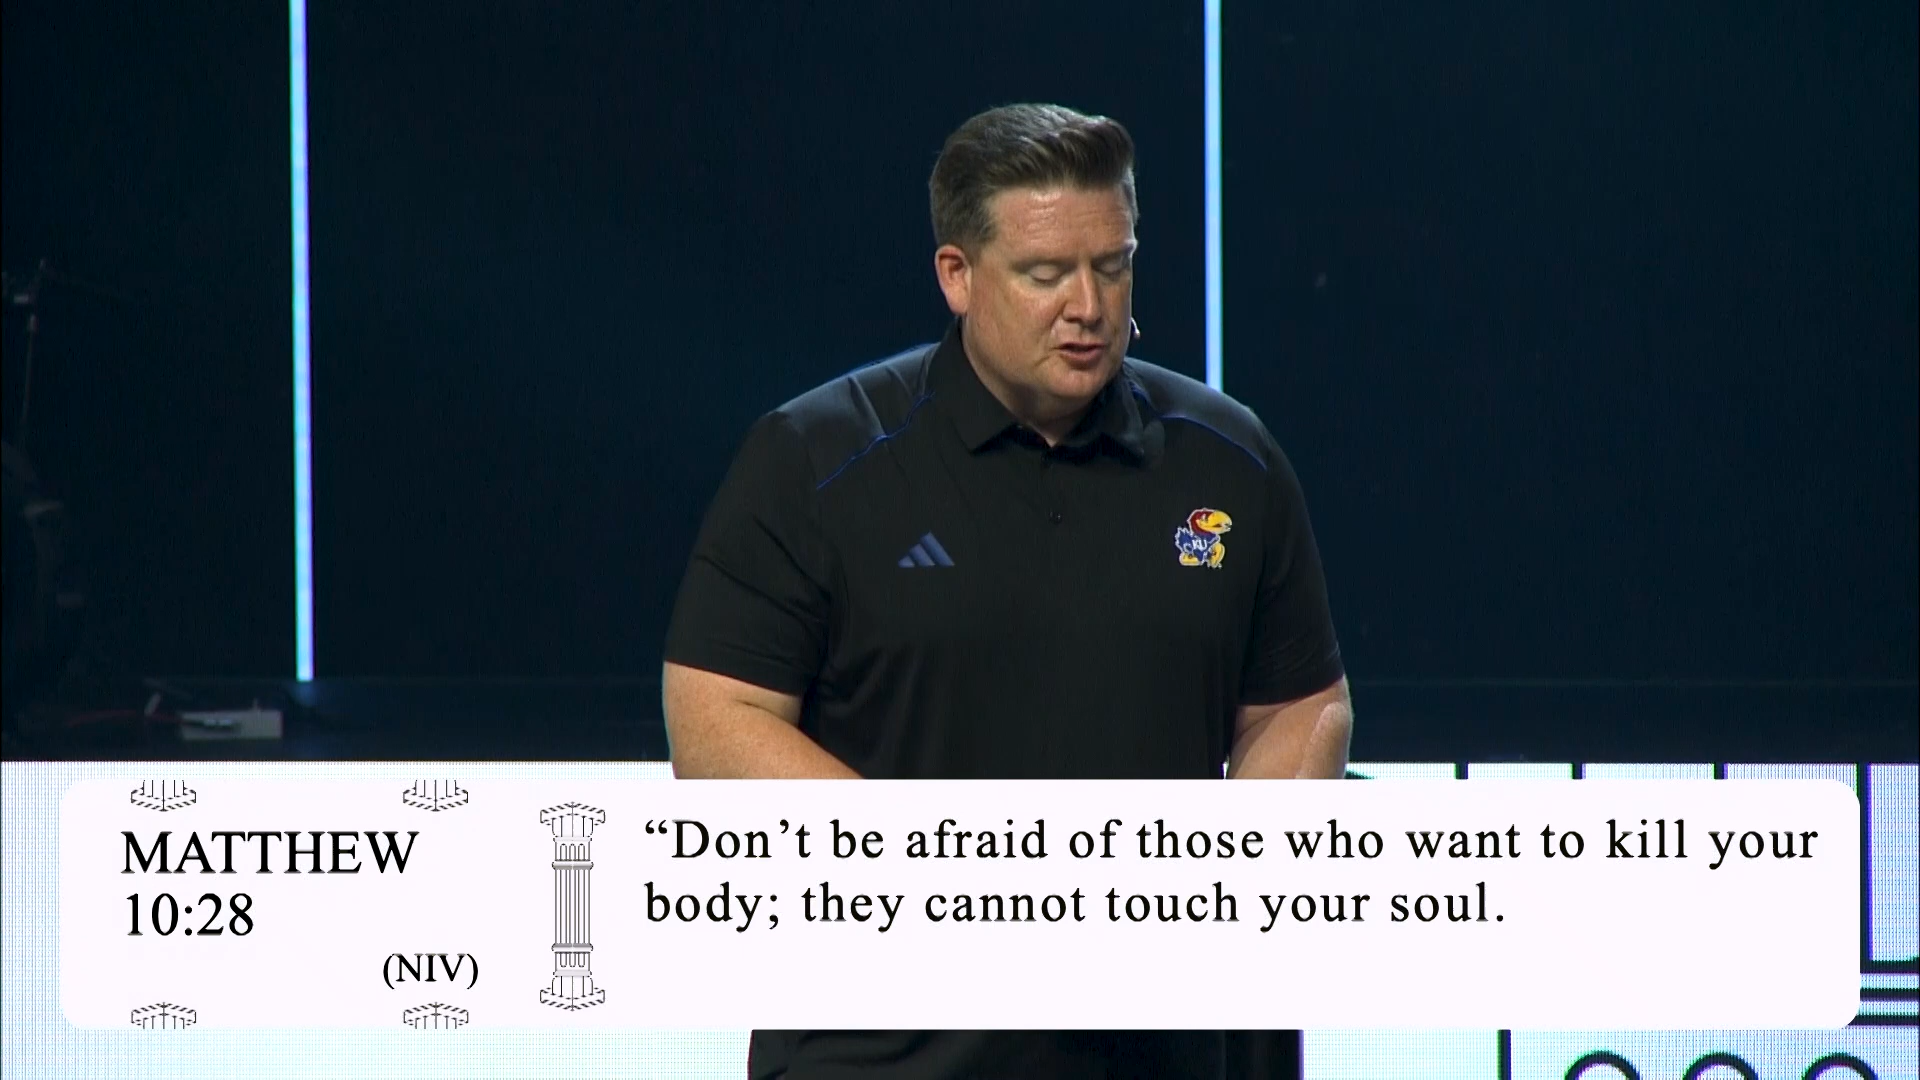 KU
MATTHEW
10:28
(NIV)
“Don’t be afraid of those who want to kill your
body; they cannot touch your soul.